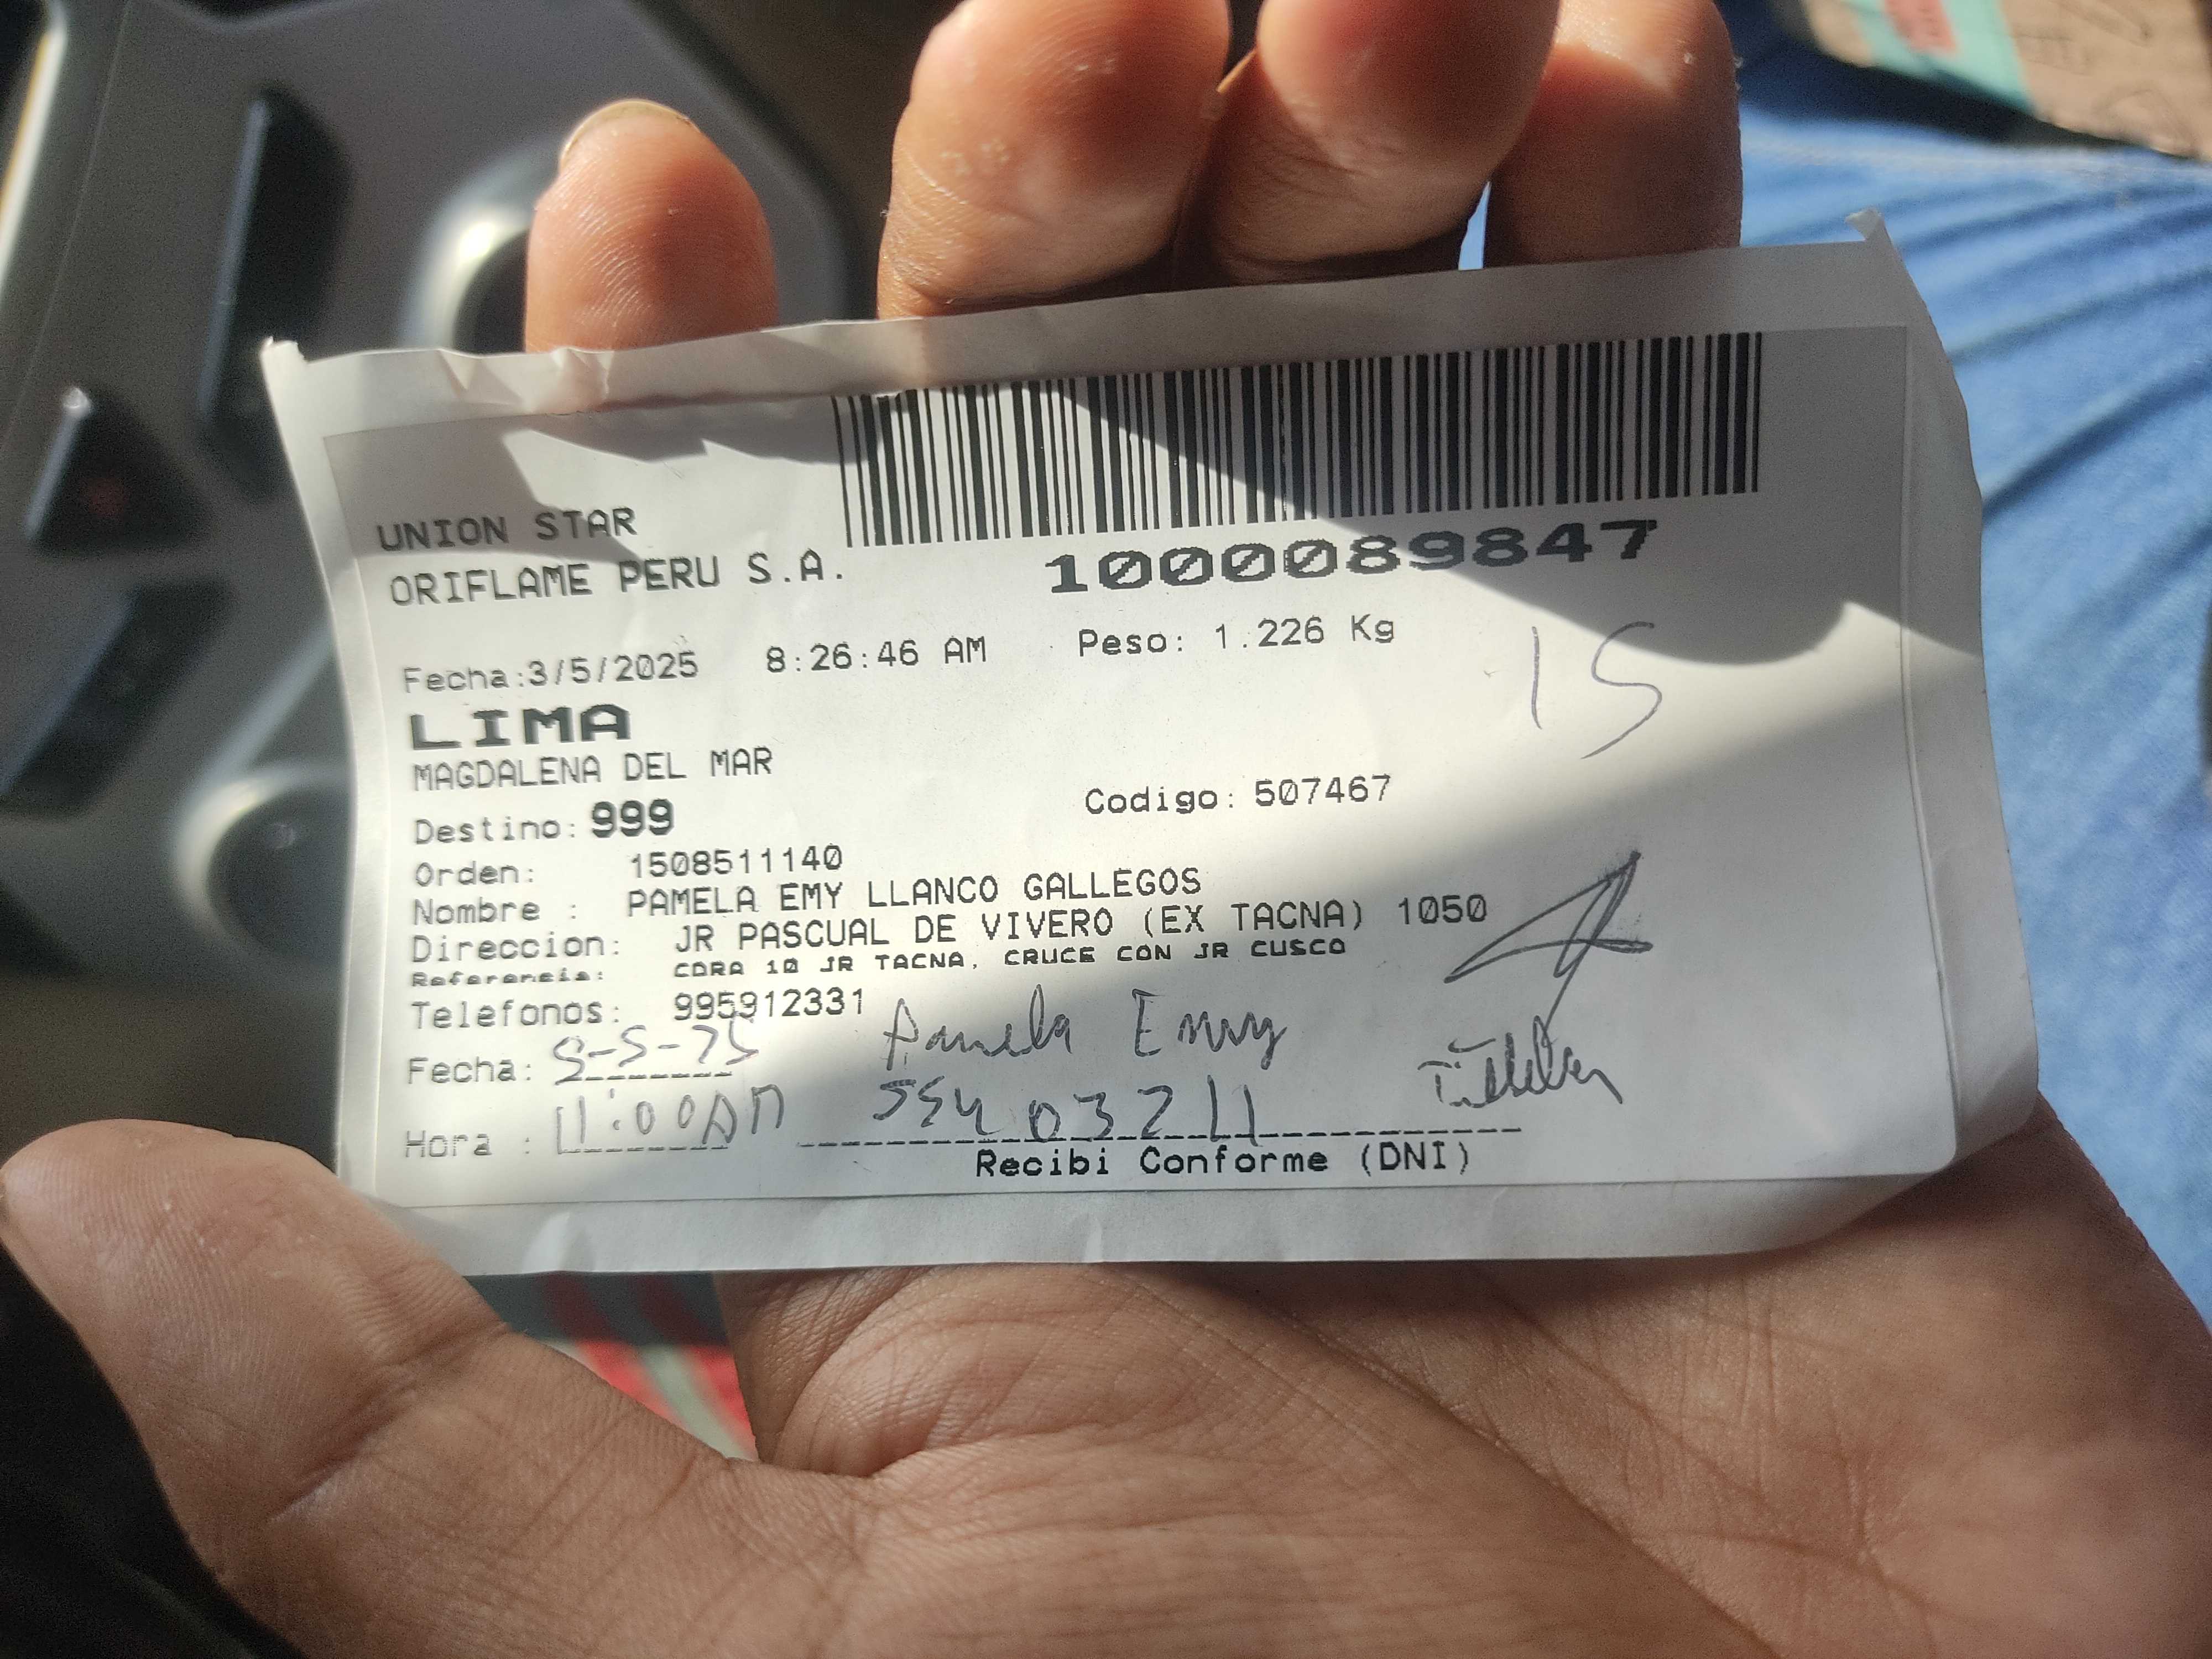 UNION STAR
ORIFLAME PERU S.A.
1000089847
Fecha:3/5/2025 8:26:46 AM Peso: 1.226 Kg
15
LIMA
MAGDALENA DEL MAR
Destino: 999 Codigo: 507467
Orden: 1508511140
Nombre : PAMELA EMY LLANCO GALLEGOS
Direccion: JR PASCUAL DE VIVERO (EX TACNA) 1050
Referencia: CDRA 10 JR TACNA, CRUCE CON JR CUSCO
Telefonos: 995912331
Pamela Emy
Fecha: 5-5-25
Hora : 11:00AM
Recibi Conforme (DNI)